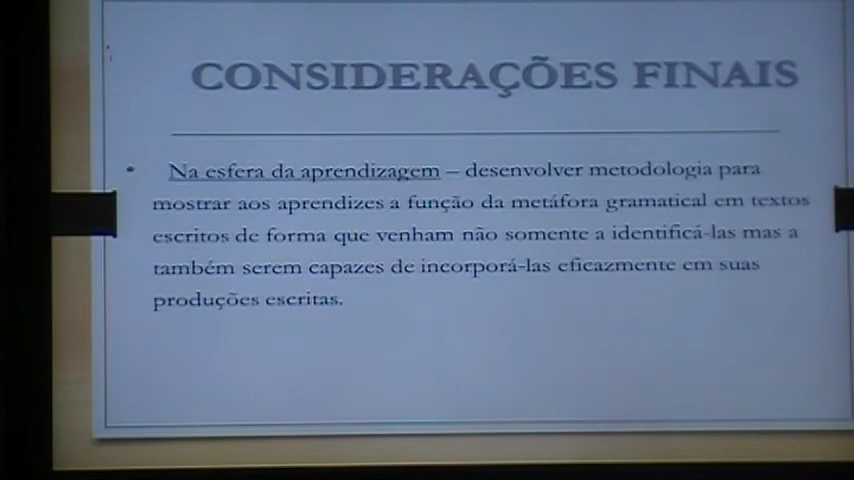 CONSIDERAÇÕES FINAIS
• Na esfera da aprendizagem – desenvolver metodologia para
mostrar aos aprendizes a função da metáfora gramatical em textos
escritos de forma que venham não somente a identificá-las mas a
também serem capazes de incorporá-las eficazmente em suas
produções escritas.